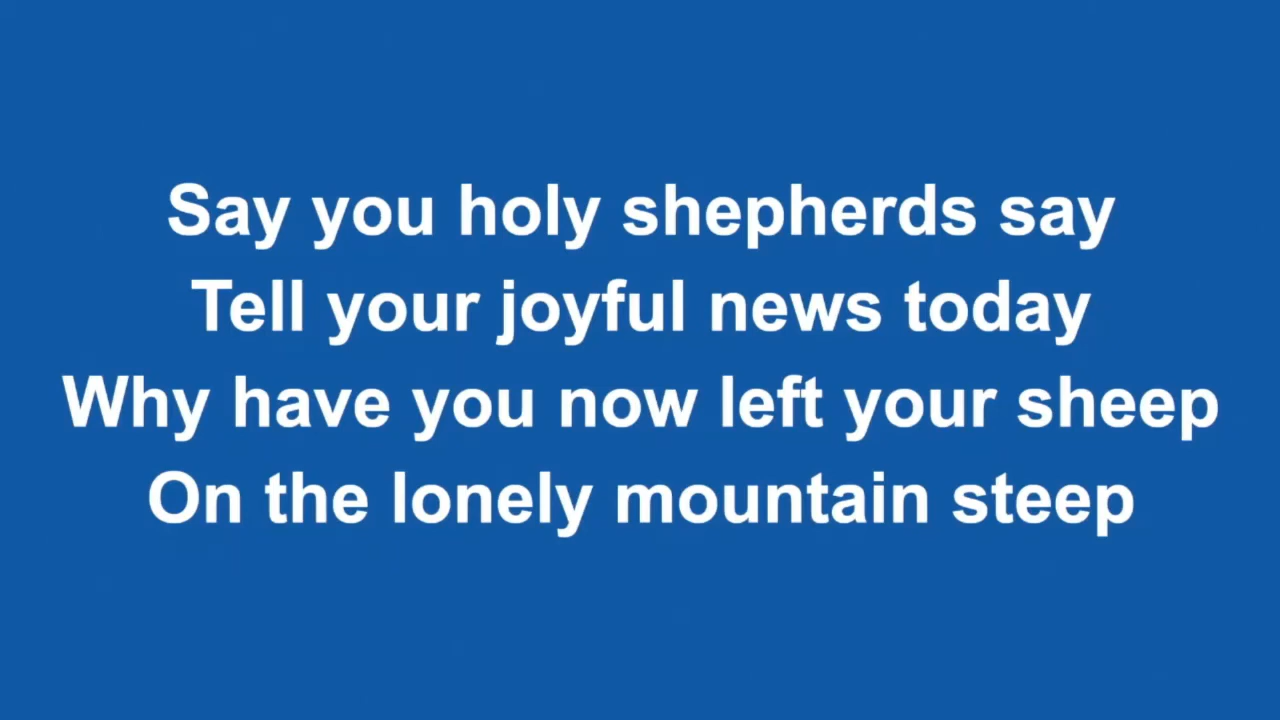 Say you holy shepherds say
Tell your joyful news today
Why have you now left your sheep
On the lonely mountain steep